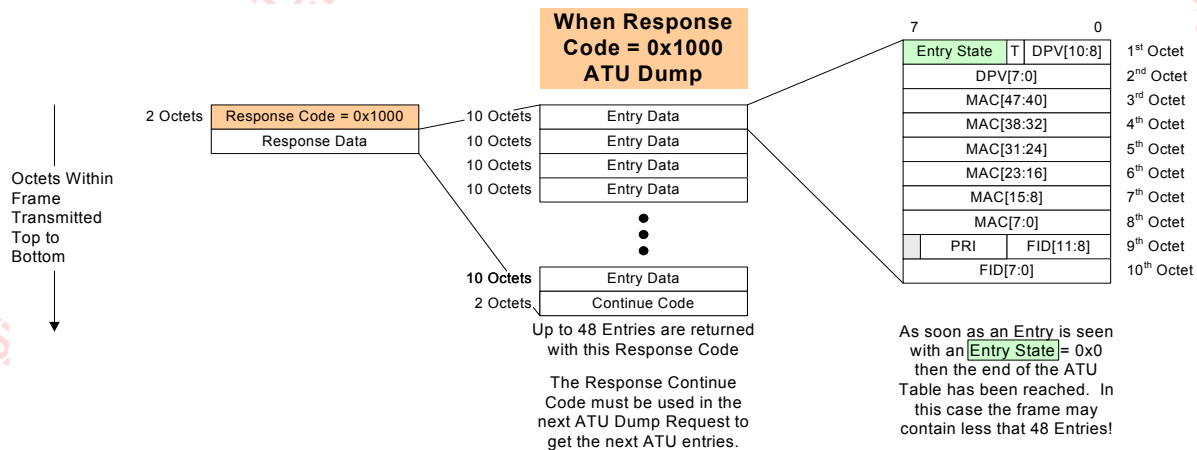 When Response
Code = 0x1000
ATU Dump
7 0
Entry State T DPV[10:8] 1st Octet
DPV[7:0] 2nd Octet
MAC[47:40] 3rd Octet
MAC[38:32] 4th Octet
MAC[31:24] 5th Octet
MAC[23:16] 6th Octet
MAC[15:8] 7th Octet
MAC[7:0] 8th Octet
PRI FID[11:8] 9th Octet
FID[7:0] 10th Octet
2 Octets Response Code = 0x1000
Response Data
10 Octets Entry Data
10 Octets Entry Data
10 Octets Entry Data
10 Octets Entry Data
10 Octets Entry Data
2 Octets Continue Code
Octets Within
Frame
Transmitted
Top to
Bottom
Up to 48 Entries are returned
with this Response Code
The Response Continue
Code must be used in the
next ATU Dump Request to
get the next ATU entries.
As soon as an Entry is seen
with an Entry State = 0x0
then the end of the ATU
Table has been reached. In
this case the frame may
contain less that 48 Entries!